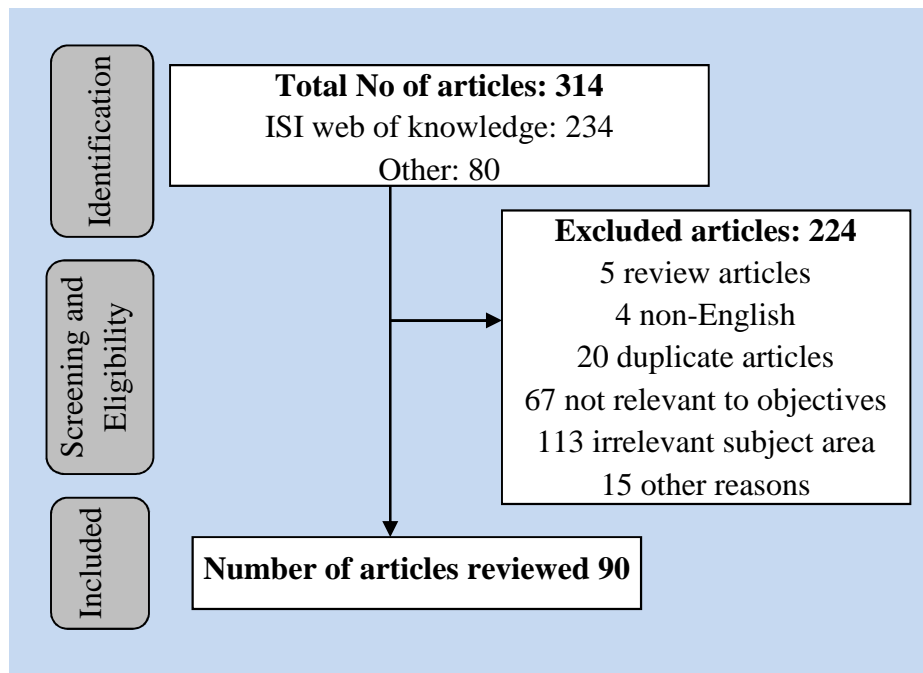 Identification
Total No of articles: 314
ISI web of knowledge: 234
Other: 80
Screening and
Eligibility
Excluded articles: 224
5 review articles
4 non-English
20 duplicate articles
67 not relevant to objectives
113 irrelevant subject area
15 other reasons
Included
Number of articles reviewed 90